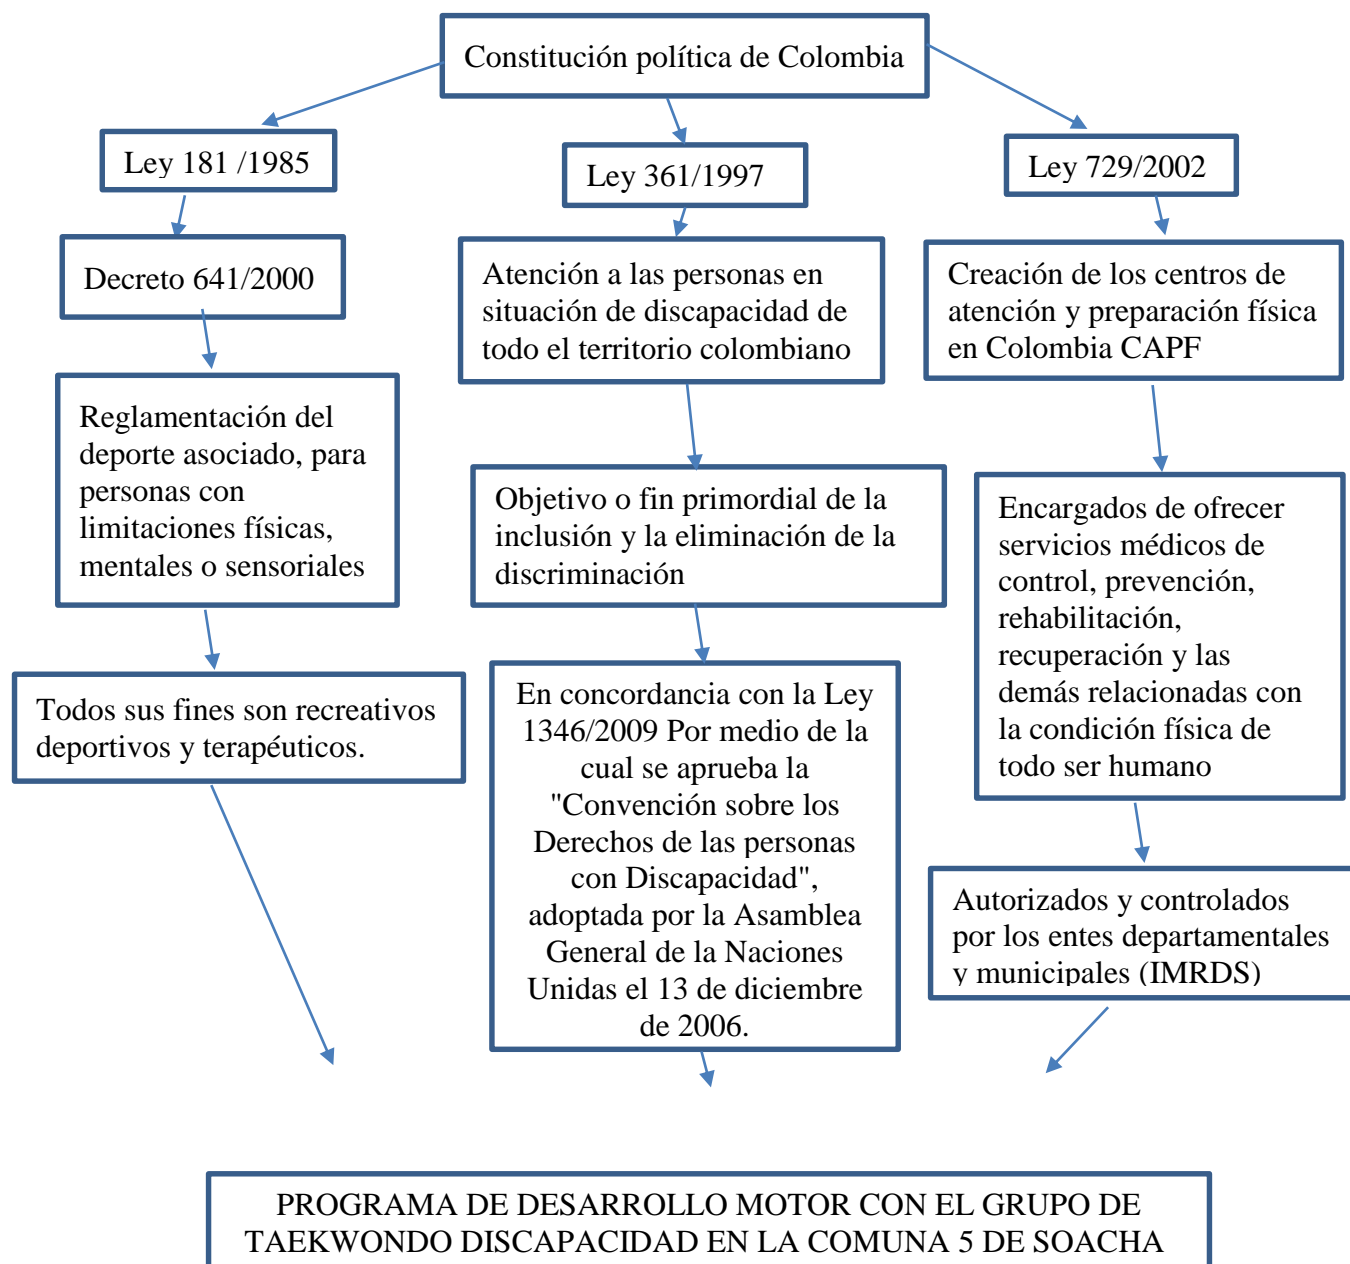 Constitución política de Colombia
Ley 181 /1985
Ley 361/1997
Ley 729/2002
Decreto 641/2000
Atención a las personas en
situación de discapacidad de
todo el territorio colombiano
Creación de los centros de
atención y preparación física
en Colombia CAPF
Reglamentación del
deporte asociado, para
personas con
limitaciones físicas,
mentales o sensoriales
Objetivo o fin primordial de la
inclusión y la eliminación de la
discriminación
Encargados de ofrecer
servicios médicos de
control, prevención,
rehabilitación,
recuperación y las
demás relacionadas con
la condición física de
todo ser humano
Todos sus fines son recreativos
deportivos y terapéuticos.
En concordancia con la Ley
1346/2009 Por medio de la
cual se aprueba la
"Convención sobre los
Derechos de las personas
con Discapacidad",
adoptada por la Asamblea
General de la Naciones
Unidas el 13 de diciembre
de 2006.
Autorizados y controlados
por los entes departamentales
y municipales (IMRDS)
PROGRAMA DE DESARROLLO MOTOR CON EL GRUPO DE
TAEKWONDO DISCAPACIDAD EN LA COMUNA 5 DE SOACHA